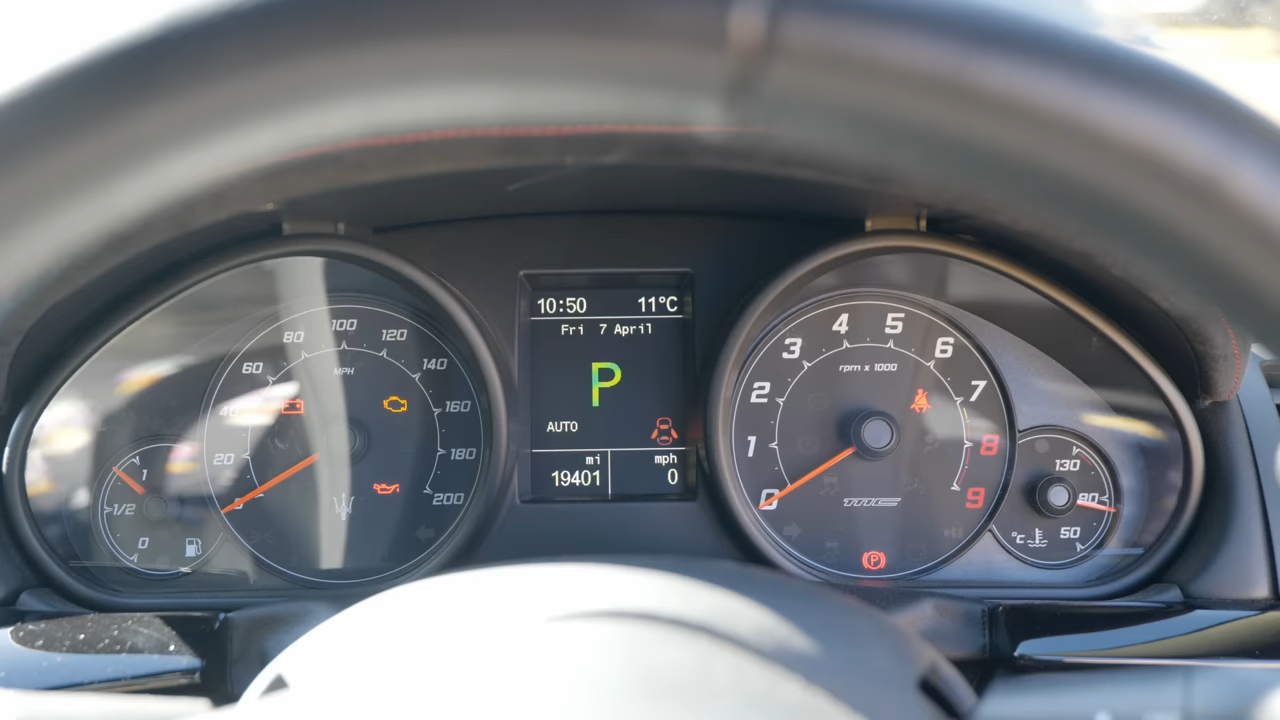 10:50 11°C
Fri 7 April
P
AUTO
mi mph
19401 0
0
20
40
60
80
100
120
140
160
180
200
MPH
1
1/2
0
0
1
2
3
4
5
6
7
8
9
rpm x 1000
MC
P
130
90
50
°C